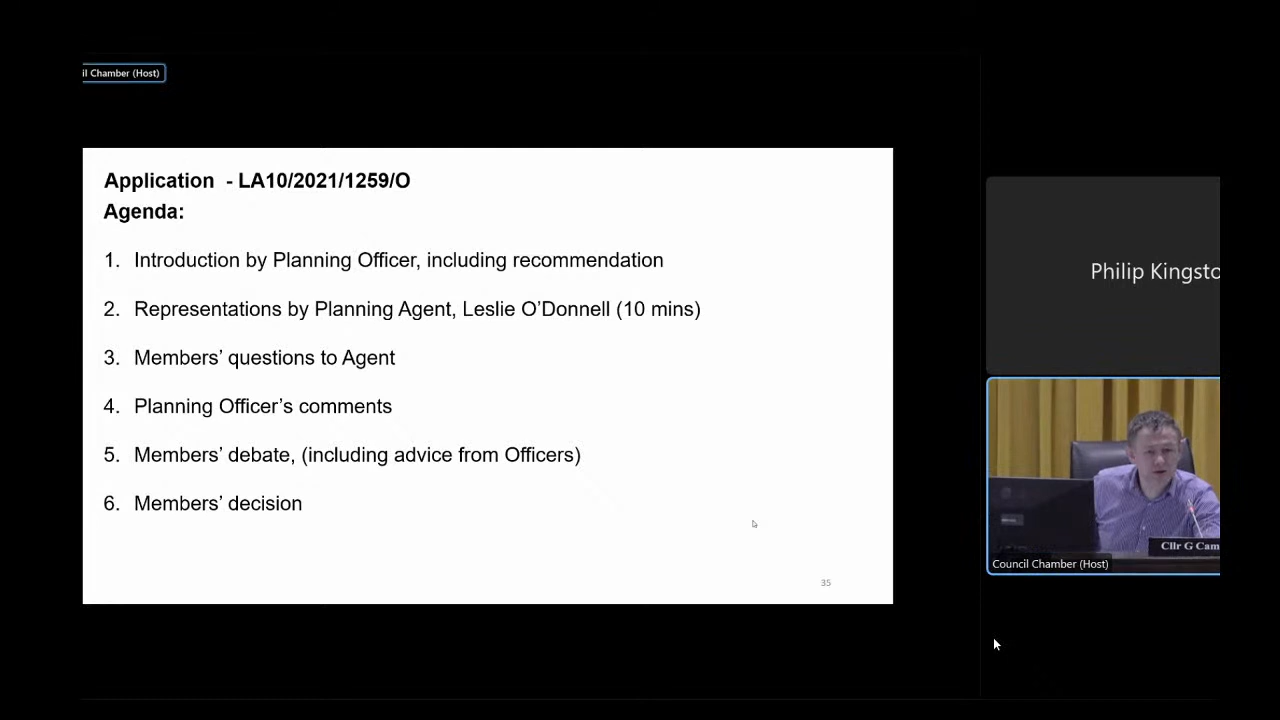 il Chamber (Host)
Application - LA10/2021/1259/O
Agenda:
1. Introduction by Planning Officer, including recommendation
2. Representations by Planning Agent, Leslie O’Donnell (10 mins)
3. Members’ questions to Agent
4. Planning Officer’s comments
5. Members’ debate, (including advice from Officers)
6. Members’ decision
35
Philip Kingsto
Cllr G Cam
Council Chamber (Host)